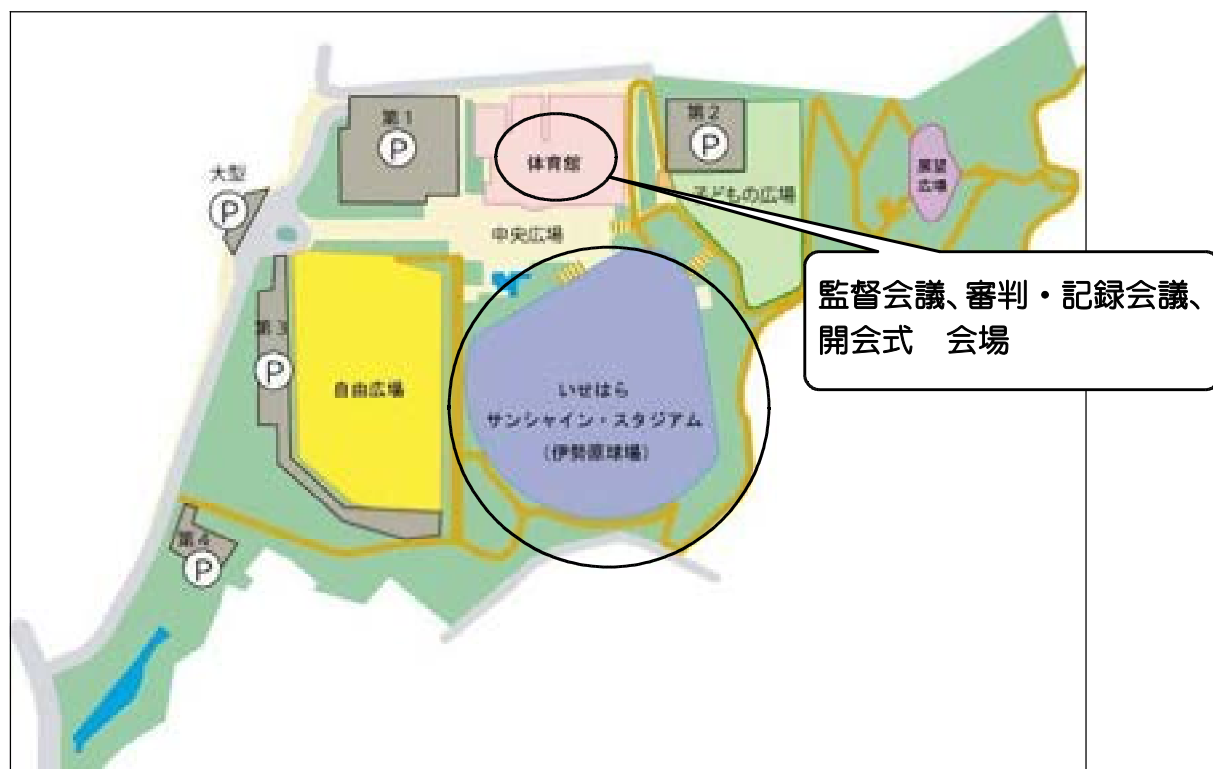 第1
P
体育館
第2
P
展望
広場
大型
P
子どもの広場
中央広場
監督会議、審判・記録会議、
開会式 会場
第3
P
自由広場
いせはら
サンシャイン・スタジアム
(伊勢原球場)
第4
P